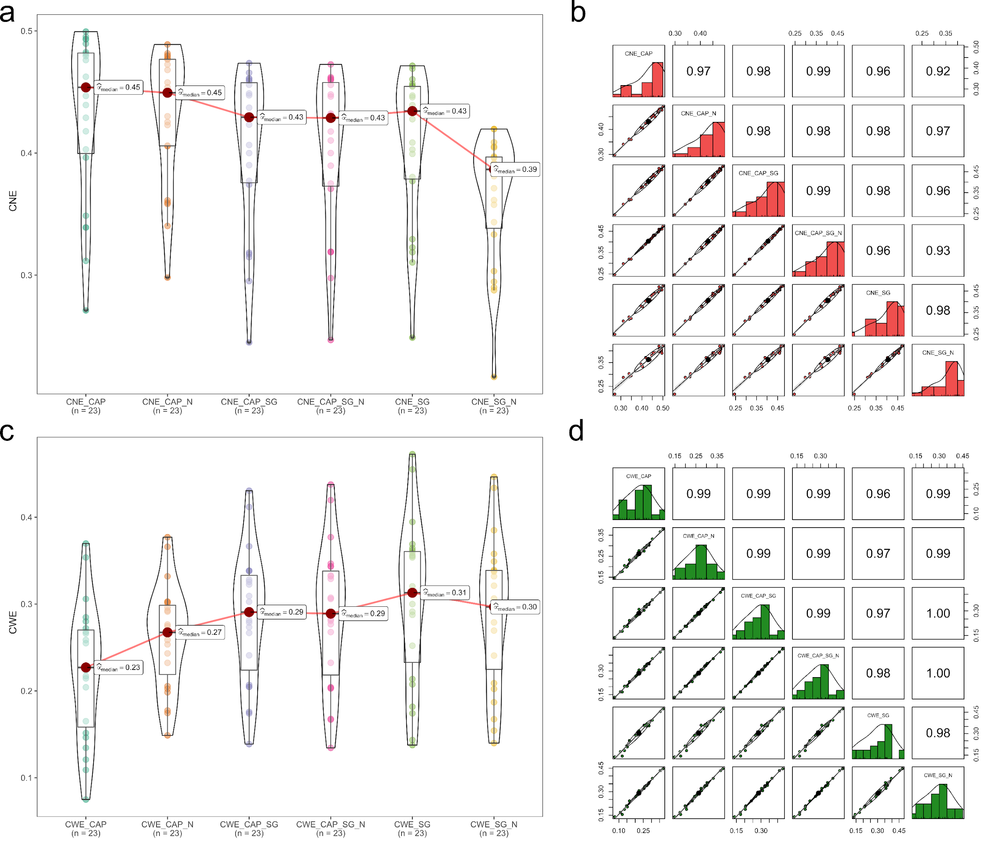 a
0.5
0.4
0.3
CNE
μ̂median = 0.45
μ̂median = 0.45
μ̂median = 0.43
μ̂median = 0.43
μ̂median = 0.43
μ̂median = 0.39
CNE_CAP CNE_CAP_N CNE_CAP_SG CNE_CAP_SG_N CNE_SG CNE_SG_N
(n = 23) (n = 23) (n = 23) (n = 23) (n = 23) (n = 23)
b
0.30 0.40 0.25 0.35 0.45 0.25 0.35
CNE_CAP 0.97 0.98 0.99 0.96 0.92
0.30 0.40 0.50
CNE_CAP_N 0.98 0.98 0.98 0.97
0.30 0.40
CNE_CAP_SG 0.99 0.98 0.96
0.25 0.35 0.45
CNE_CAP_SG_N 0.96 0.93
0.25 0.35 0.45
CNE_SG 0.98
0.25 0.35 0.45
CNE_SG_N
0.25 0.35
0.30 0.40 0.50 0.25 0.35 0.45 0.25 0.35 0.45
c
0.4
0.3
0.2
0.1
CWE
μ̂median = 0.23
μ̂median = 0.27
μ̂median = 0.29
μ̂median = 0.29
μ̂median = 0.31
μ̂median = 0.30
CWE_CAP CWE_CAP_N CWE_CAP_SG CWE_CAP_SG_N CWE_SG CWE_SG_N
(n = 23) (n = 23) (n = 23) (n = 23) (n = 23) (n = 23)
d
0.15 0.25 0.35 0.15 0.30 0.15 0.30 0.45
CWE_CAP 0.99 0.99 0.99 0.96 0.99
0.10 0.25
CWE_CAP_N 0.99 0.99 0.97 0.99
0.15 0.25 0.35
CWE_CAP_SG 0.99 0.97 1.00
0.15 0.30
CWE_CAP_SG_N 0.98 1.00
0.15 0.30
CWE_SG 0.98
0.15 0.30 0.45
CWE_SG_N
0.15 0.30 0.45
0.10 0.25 0.15 0.30 0.15 0.30 0.45